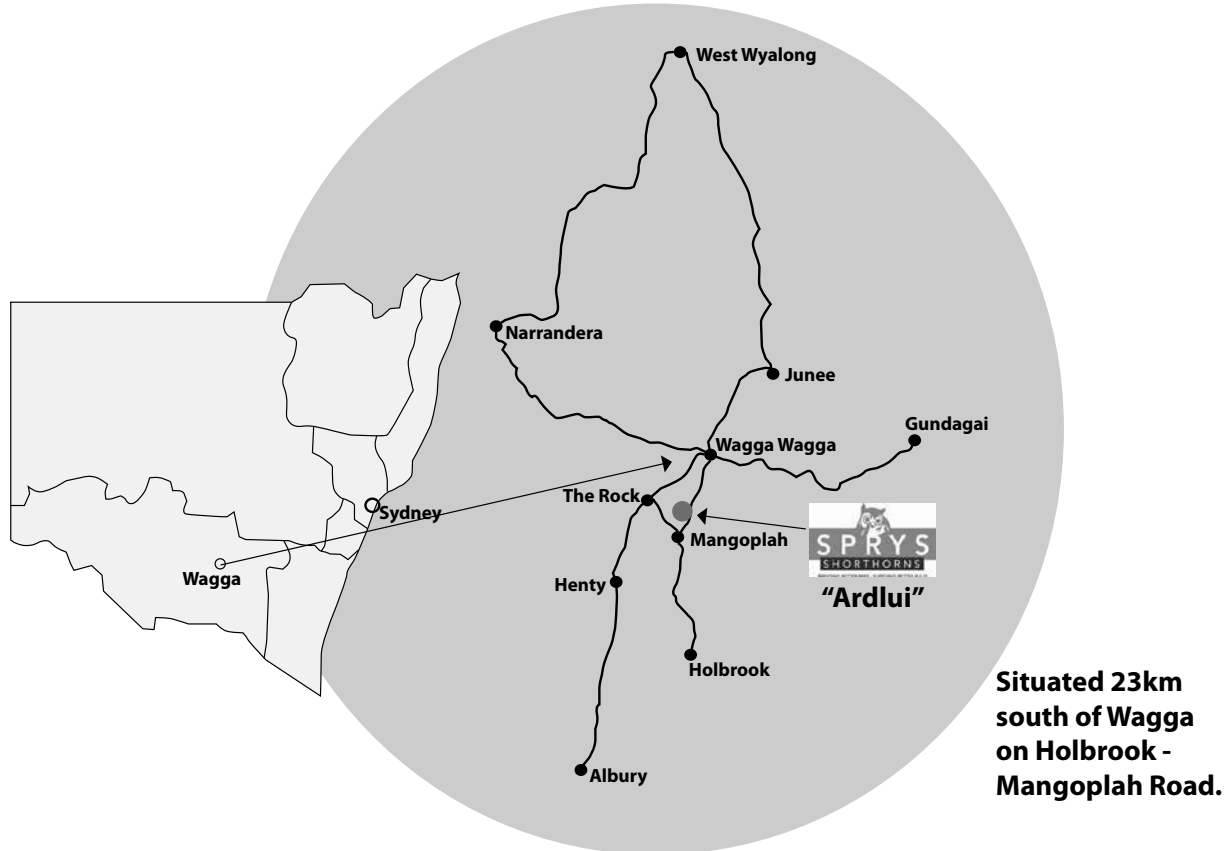 West Wyalong
Narrandera
Junee
Gundagai
Wagga Wagga
The Rock
Sydney
Mangoplah
SPRYS
SHORTHORNS
Wagga
Henty
“Ardlui”
Holbrook
Albury
Situated 23km
south of Wagga
on Holbrook -
Mangoplah Road.